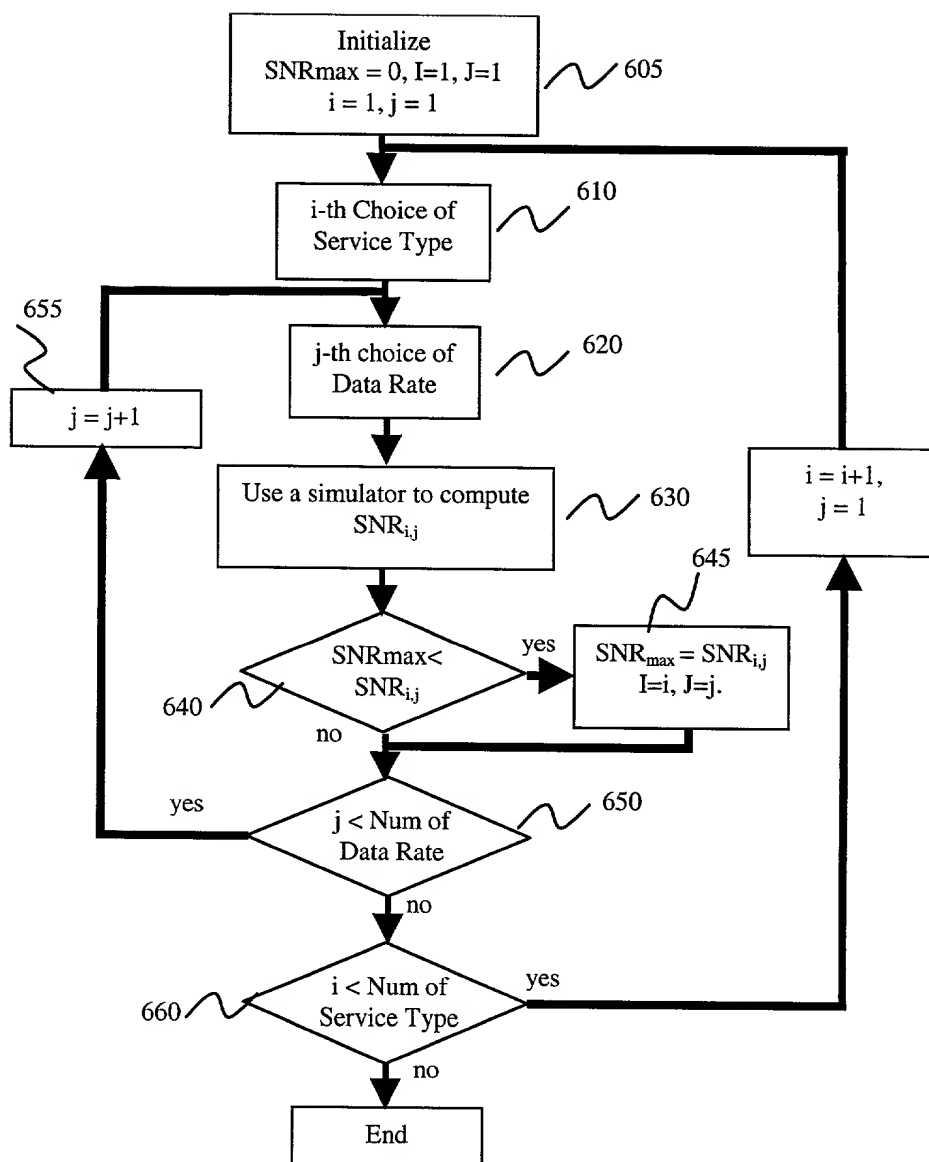 Initialize
SNRmax = 0, I=1, J=1
i = 1, j = 1
605
i-th Choice of
Service Type
610
655
j-th choice of
Data Rate
620
j = j+1
Use a simulator to compute
SNRi,j
630
i = i+1,
j = 1
645
SNRmax<
SNRi,j
yes
SNRmax = SNRi,j
I=i, J=j.
640
no
yes
j < Num of
Data Rate
650
no
i < Num of
Service Type
yes
660
no
End